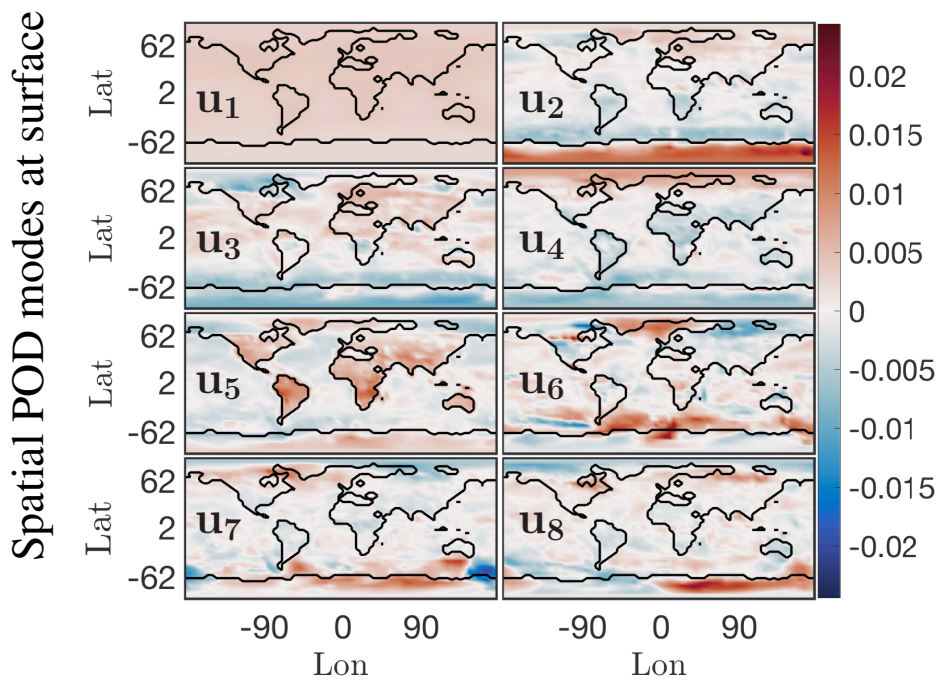 Spatial POD modes at surface
Lat
62
2
-62
u1
u2
Lat
62
2
-62
u3
u4
Lat
62
2
-62
u5
u6
Lat
62
2
-62
u7
u8
-90 0 90
-90 0 90
Lon
Lon
0.02
0.015
0.01
0.005
0
-0.005
-0.01
-0.015
-0.02